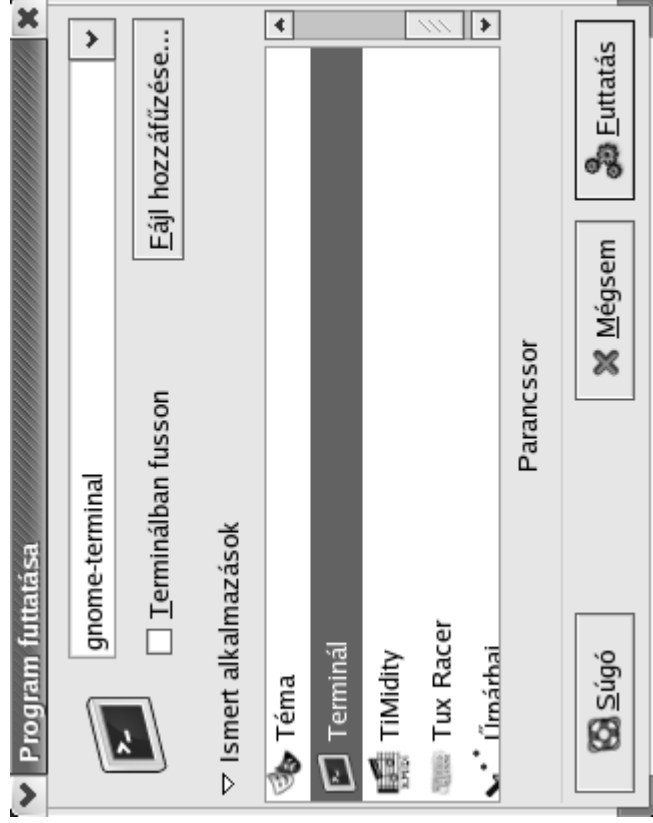 Program futtatása
gnome-terminal
Terminálban fusson
Fájl hozzáfűzése...
Ismert alkalmazások
Téma
Terminál
TiMidity
Tux Racer
Űrhárbai
Parancssor
Súgó
Mégsem
Futtatás